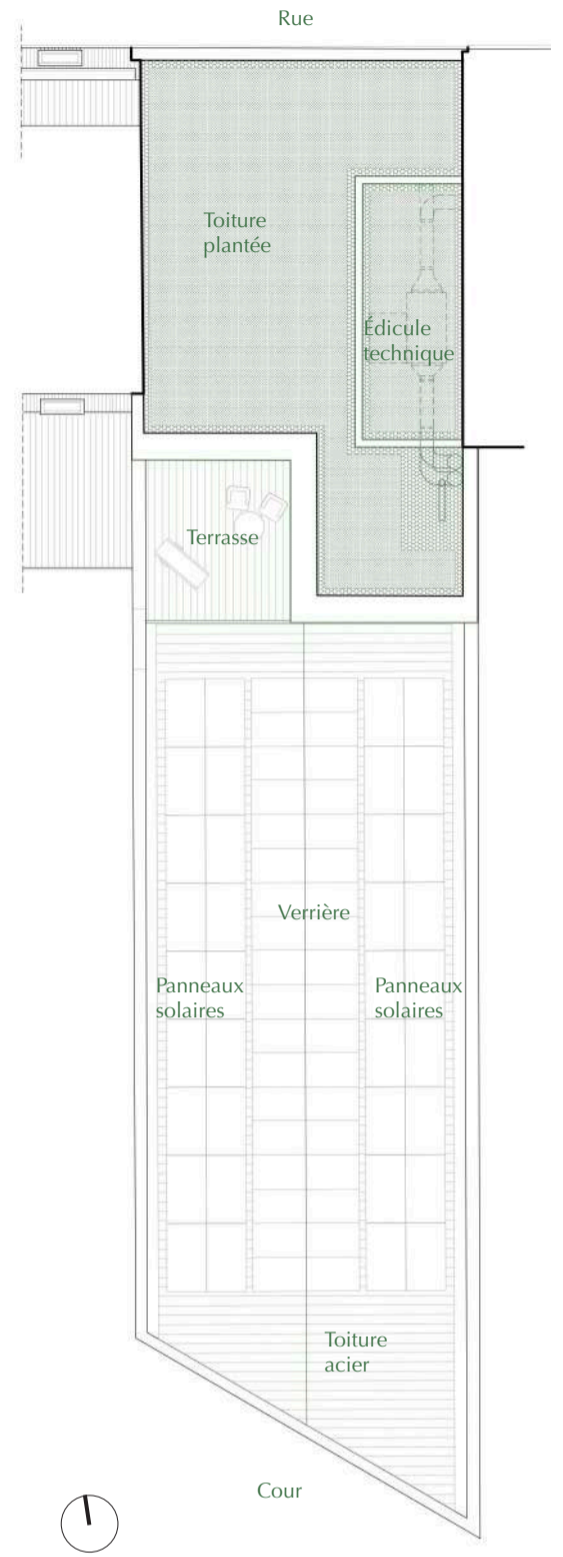 Rue
Toiture
plantée
Édicule
technique
Terrasse
Verrière
Panneaux
solaires
Panneaux
solaires
Toiture
acier
Cour